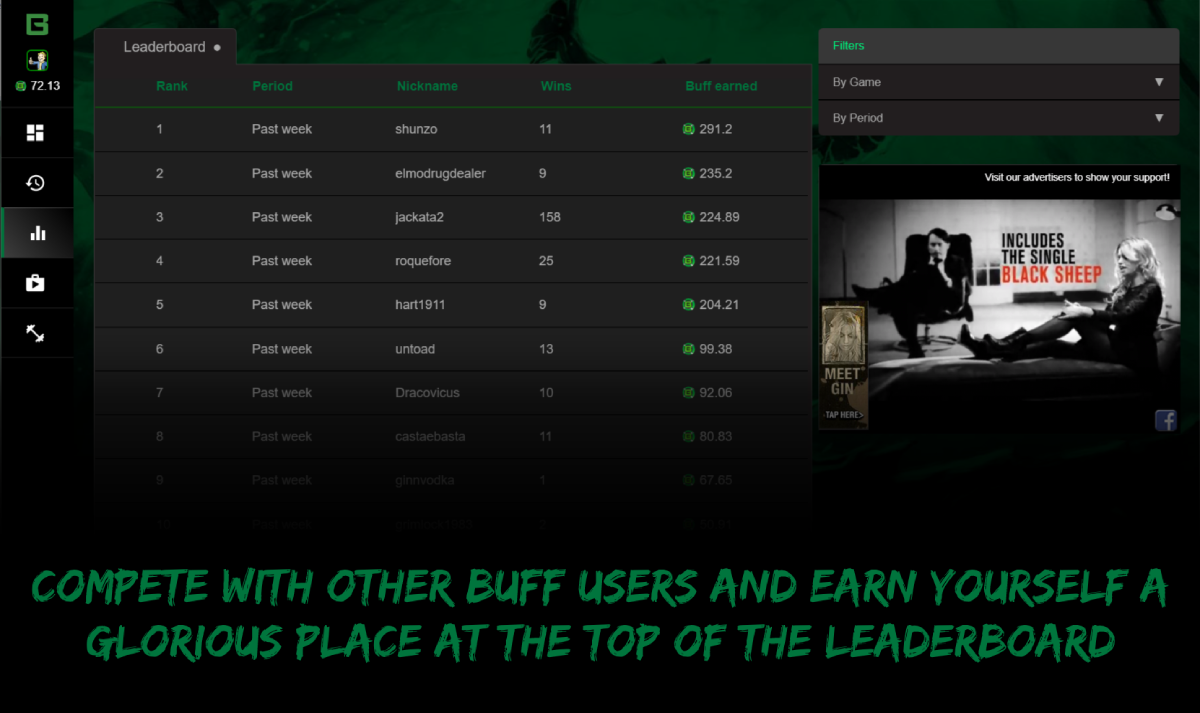 72.13
Leaderboard
Rank Period Nickname Wins Buff earned
1 Past week shunzo 11 291.2
2 Past week elmodrugdealer 9 235.2
3 Past week jackata2 158 224.89
4 Past week roquefore 25 221.59
5 Past week hart1911 9 204.21
6 Past week untoad 13 99.38
7 Past week Dracovicus 10 92.06
8 Past week castaebasta 11 80.83
9 Past week ginnvodka 1 67.65
10 Past week 2
Filters
By Game
By Period
Visit our advertisers to show your support!
INCLUDES
THE SINGLE
BLACK SHEEP
MEET
GIN
TAP HERE>
COMPETE WITH OTHER BUFF USERS AND EARN YOURSELF A
GLORIOUS PLACE AT THE TOP OF THE LEADERBOARD